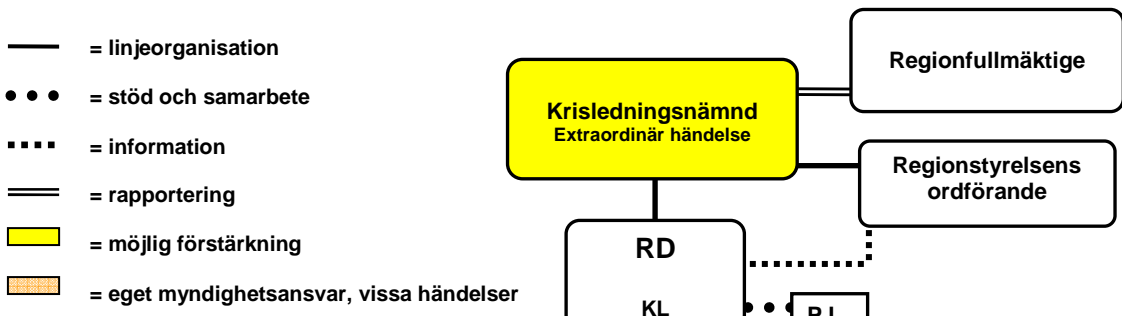 = linjeorganisation
= stöd och samarbete
= information
= rapportering
= möjlig förstärkning
= eget myndighetsansvar, vissa händelser
Krisledningsnämnd
Extraordinär händelse
Regionfullmäktige
Regionstyrelsens
ordförande
RD
KL